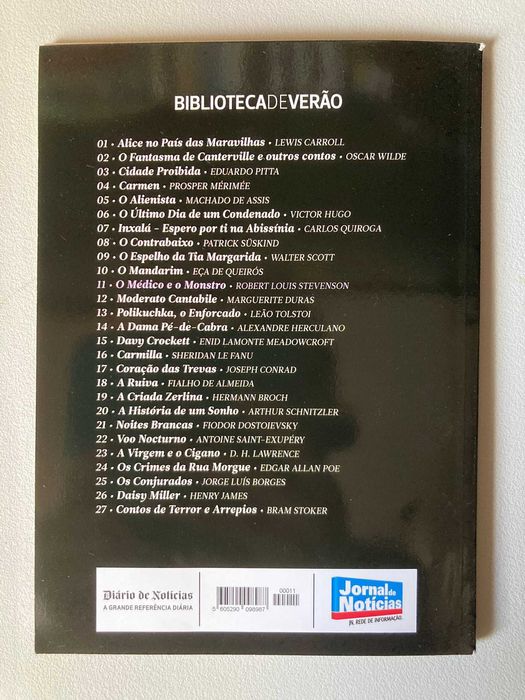 BIBLIOTECADEVERÃO
01 • Alice no País das Maravilhas • LEWIS CARROLL
02 • O Fantasma de Canterville e outros contos • OSCAR WILDE
03 • Cidade Proibida • EDUARDO PITTA
04 • Carmen • PROSPER MÉRIMÉE
05 • O Alienista • MACHADO DE ASSIS
06 • O Último Dia de um Condenado • VICTOR HUGO
07 • Inxalá - Espero por ti na Abissínia • CARLOS QUIROGA
08 • O Contrabaixo • PATRICK SÜSKIND
09 • O Espelho da Tia Margarida • WALTER SCOTT
10 • O Mandarim • EÇA DE QUEIRÓS
11 • O Médico e o Monstro • ROBERT LOUIS STEVENSON
12 • Moderato Cantabile • MARGUERITE DURAS
13 • Polikuchka, o Enforcado • LEÃO TOLSTOI
14 • A Dama Pé-de-Cabra • ALEXANDRE HERCULANO
15 • Davy Crockett • ENID LAMONTE MEADOWCROFT
16 • Carmilla • SHERIDAN LE FANU
17 • Coração das Trevas • JOSEPH CONRAD
18 • A Ruiva • FIALHO DE ALMEIDA
19 • A Criada Zerlina • HERMANN BROCH
20 • A História de um Sonho • ARTHUR SCHNITZLER
21 • Noites Brancas • FIODOR DOSTOIEVSKY
22 • Voo Nocturno • ANTOINE SAINT-EXUPÉRY
23 • A Virgem e o Cigano • D. H. LAWRENCE
24 • Os Crimes da Rua Morgue • EDGAR ALLAN POE
25 • Os Conjurados • JORGE LUÍS BORGES
26 • Daisy Miller • HENRY JAMES
27 • Contos de Terror e Arrepios • BRAM STOKER
Diário de Notícias
A GRANDE REFERÊNCIA DIÁRIA
00011
5 605290 098987
Jornal de
Notícias
JN, REDE DE INFORMAÇÃO.